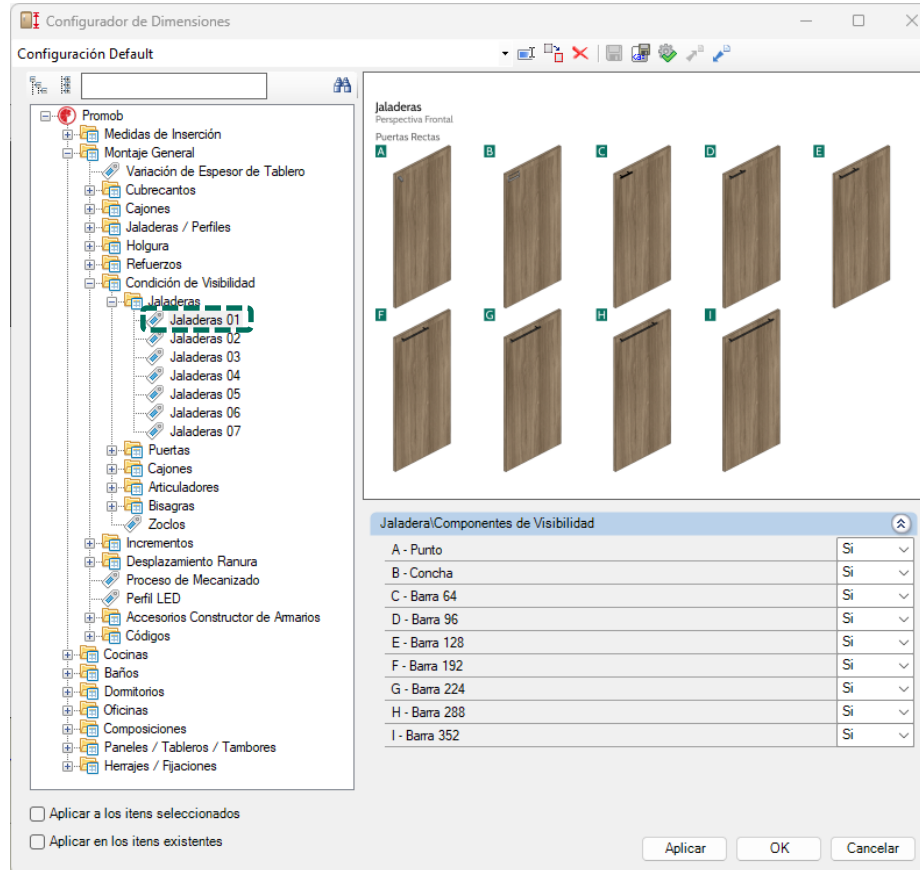 Configurador de Dimensiones
Configuración Default
Promob
Medidas de Inserción
Montaje General
Variación de Espesor de Tablero
Cubrecantos
Cajones
Jaladeras / Perfiles
Holgura
Refuerzos
Condición de Visibilidad
Jaladeras
Jaladeras 01
Jaladeras 02
Jaladeras 03
Jaladeras 04
Jaladeras 05
Jaladeras 06
Jaladeras 07
Puertas
Cajones
Articuladores
Bisagras
Zoclos
Incrementos
Desplazamiento Ranura
Proceso de Mecanizado
Perfil LED
Accesorios Constructor de Armarios
Códigos
Cocinas
Baños
Dormitorios
Oficinas
Composiciones
Paneles / Tableros / Tambores
Herrajes / Fijaciones
Jaladeras
Perspectiva Frontal
Puertas Rectas
A B C D E
F G H I
Jaladera\Componentes de Visibilidad
A - Punto Si
B - Concha Si
C - Barra 64 Si
D - Barra 96 Si
E - Barra 128 Si
F - Barra 192 Si
G - Barra 224 Si
H - Barra 288 Si
I - Barra 352 Si
Aplicar a los itens seleccionados
Aplicar en los itens existentes
Aplicar OK Cancelar